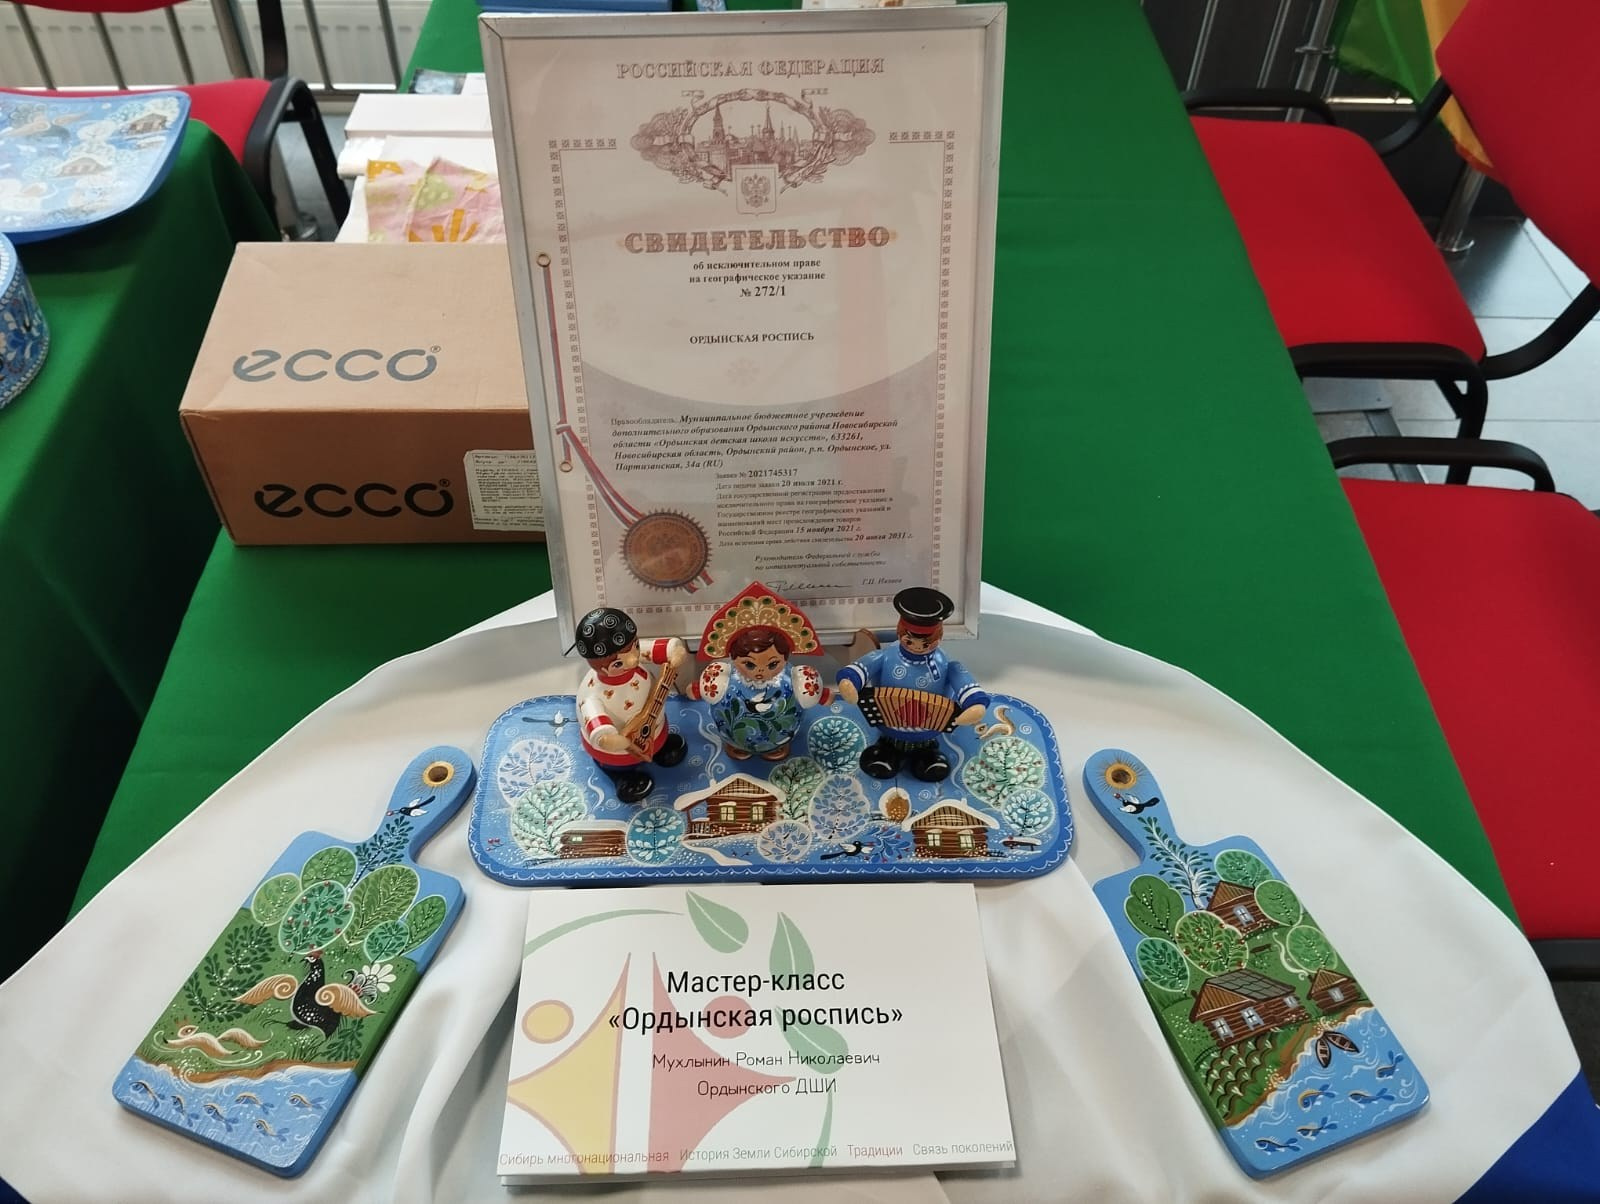 РОССИЙСКАЯ ФЕДЕРАЦИЯ
СВИДЕТЕЛЬСТВО
об исключительном праве
на географическое указание
№ 272/1
ОРДЫНСКАЯ РОСПИСЬ
Правообладатель: Муниципальное бюджетное учреждение
дополнительного образования Ордынского района Новосибирской
области «Ордынская детская школа искусств», 633261,
Новосибирская область, Ордынский район, р.п. Ордынское, ул.
Партизанская, 34а (RU)
Заявка № 2021745317
Дата подачи заявки 20 июля 2021 г.
Дата государственной регистрации предоставления
исключительного права на географическое указание в
Государственном реестре географических указаний и
наименований мест происхождения товаров
Российской Федерации 15 ноября 2021 г.
Дата истечения срока действия свидетельства 20 июля 2031 г.
Руководитель Федеральной службы
по интеллектуальной собственности
Г.П. Ивлиев
ecco®
ecco®
Мастер-класс
«Ордынская роспись»
Мухлынин Роман Николаевич
Ордынского ДШИ
Сибирь многонациональная История Земли Сибирской Традиции Связь поколений